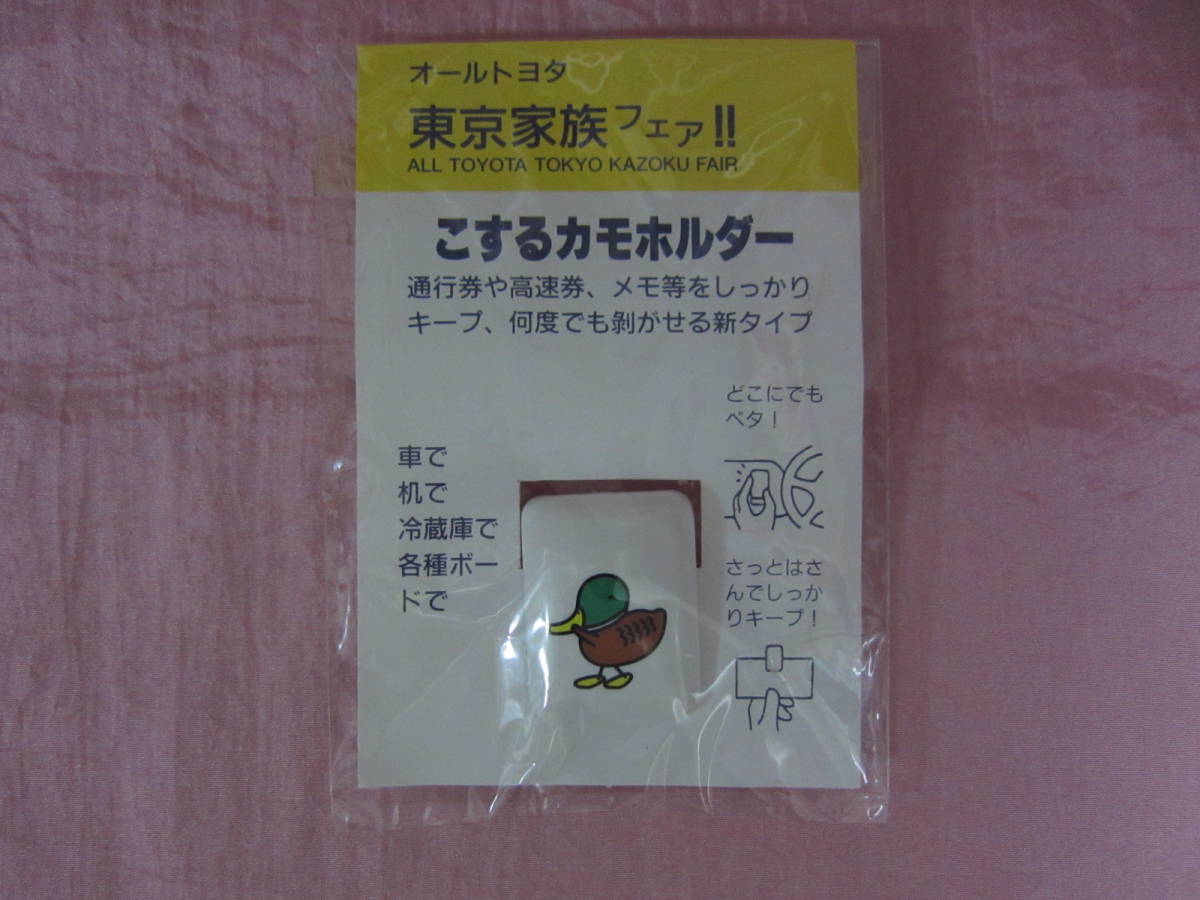 オールトヨタ
東京家族フェア!!
ALL TOYOTA TOKYO KAZOKU FAIR
こするカモホルダー
通行券や高速券、メモ等をしっかり
キープ、何度でも剥がせる新タイプ
どこにでも
ペタ！
車で
机で
冷蔵庫で
各種ボー
ドで
さっとはさ
んでしっか
りキープ！